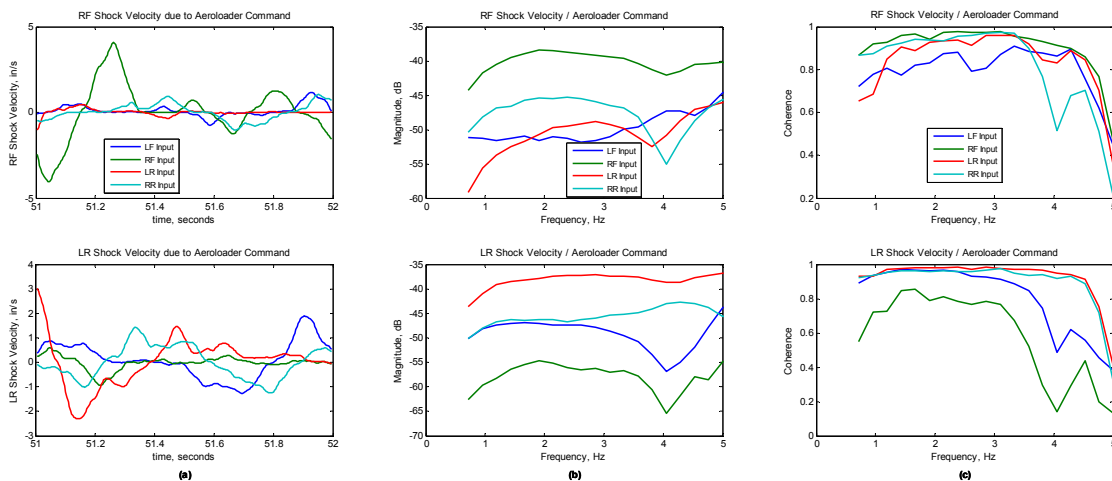 RF Shock Velocity due to Aeroloader Command
RF Shock Velocity, in/s
5
0
-5
LF Input
RF Input
LR Input
RR Input
51 51.2 51.4 51.6 51.8 52
time, seconds
RF Shock Velocity / Aeroloader Command
Magnitude, dB
-35
-40
-45
-50
-55
-60
LF Input
RF Input
LR Input
RR Input
0 1 2 3 4 5
Frequency, Hz
RF Shock Velocity / Aeroloader Command
Coherence
1
0.8
0.6
0.4
0.2
LF Input
RF Input
LR Input
RR Input
0 1 2 3 4 5
Frequency, Hz
LR Shock Velocity due to Aeroloader Command
LR Shock Velocity, in/s
4
3
2
1
0
-1
-2
-3
51 51.2 51.4 51.6 51.8 52
time, seconds
(a)
LR Shock Velocity / Aeroloader Command
Magnitude, dB
-35
-40
-45
-50
-55
-60
-65
-70
0 1 2 3 4 5
Frequency, Hz
(b)
LR Shock Velocity / Aeroloader Command
Coherence
1
0.8
0.6
0.4
0.2
0
0 1 2 3 4 5
Frequency, Hz
(c)